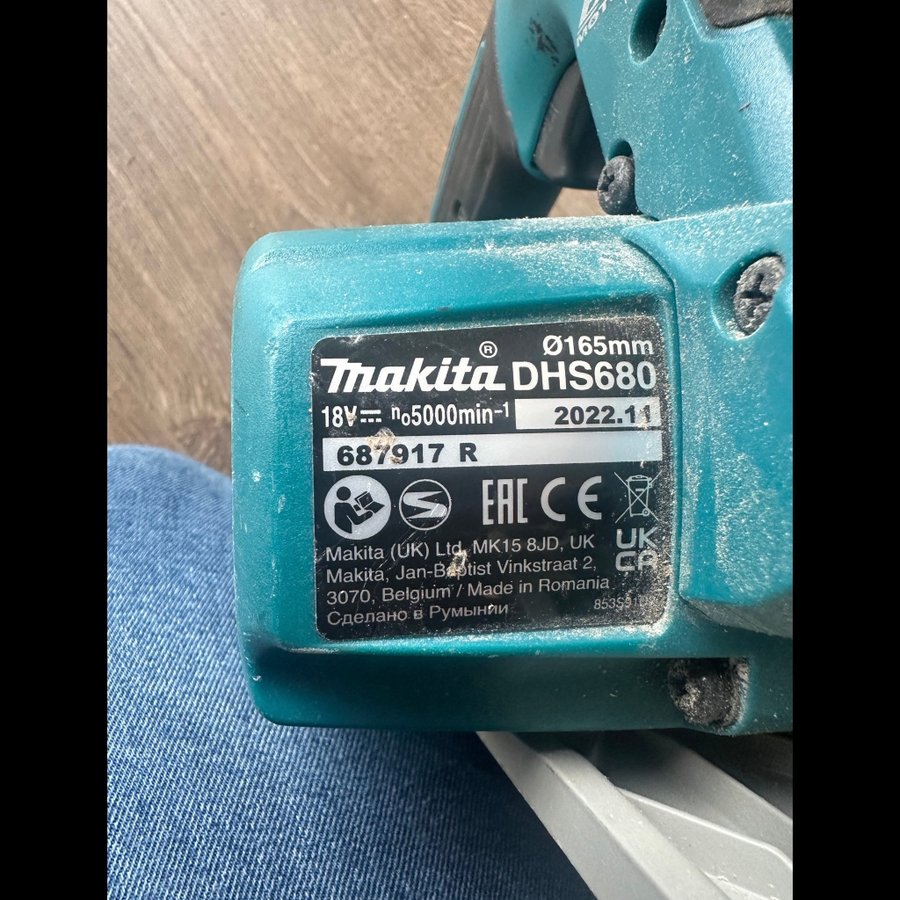 Ø165mm
Makita® DHS680
18V⎓ n₀5000min⁻¹ 2022.11
687917 R
EAC CE
UK
CA
Makita (UK) Ltd, MK15 8JD, UK
Makita, Jan-Baptist Vinkstraat 2,
3070, Belgium / Made in Romania
Сделано в Румынии